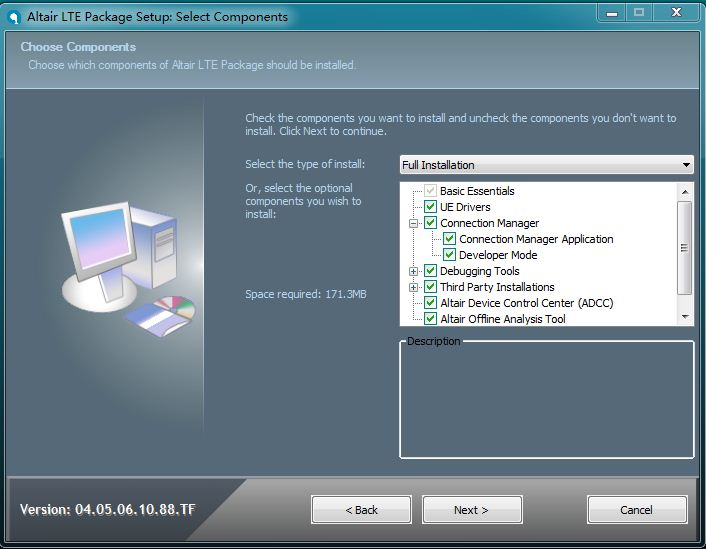 Altair LTE Package Setup: Select Components
Choose Components
Choose which components of Altair LTE Package should be installed.
Check the components you want to install and uncheck the components you don't want to
install. Click Next to continue.
Select the type of install:
Full Installation
Or, select the optional
components you wish to
install:
Basic Essentials
UE Drivers
Connection Manager
Connection Manager Application
Developer Mode
Debugging Tools
Third Party Installations
Altair Device Control Center (ADCC)
Altair Offline Analysis Tool
Space required: 171.3MB
Description
Version: 04.05.06.10.88.TF
< Back
Next >
Cancel